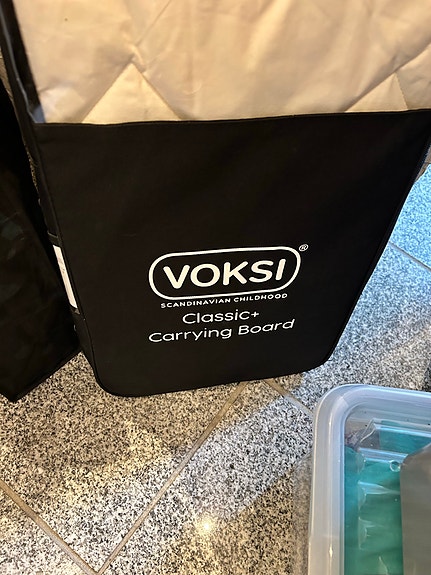 VOKSI®
SCANDINAVIAN CHILDHOOD
Classic+
Carrying Board